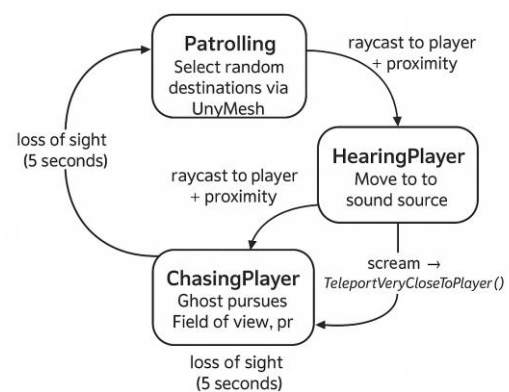 Patrolling
Select random
destinations via
UnyMesh
raycast to player
+ proximity
loss of sight
(5 seconds)
HearingPlayer
Move to to
sound source
raycast to player
+ proximity
scream →
TeleportVeryCloseToPlayer()
ChasingPlayer
Ghost pursues
Field of view, pr
loss of sight
(5 seconds)